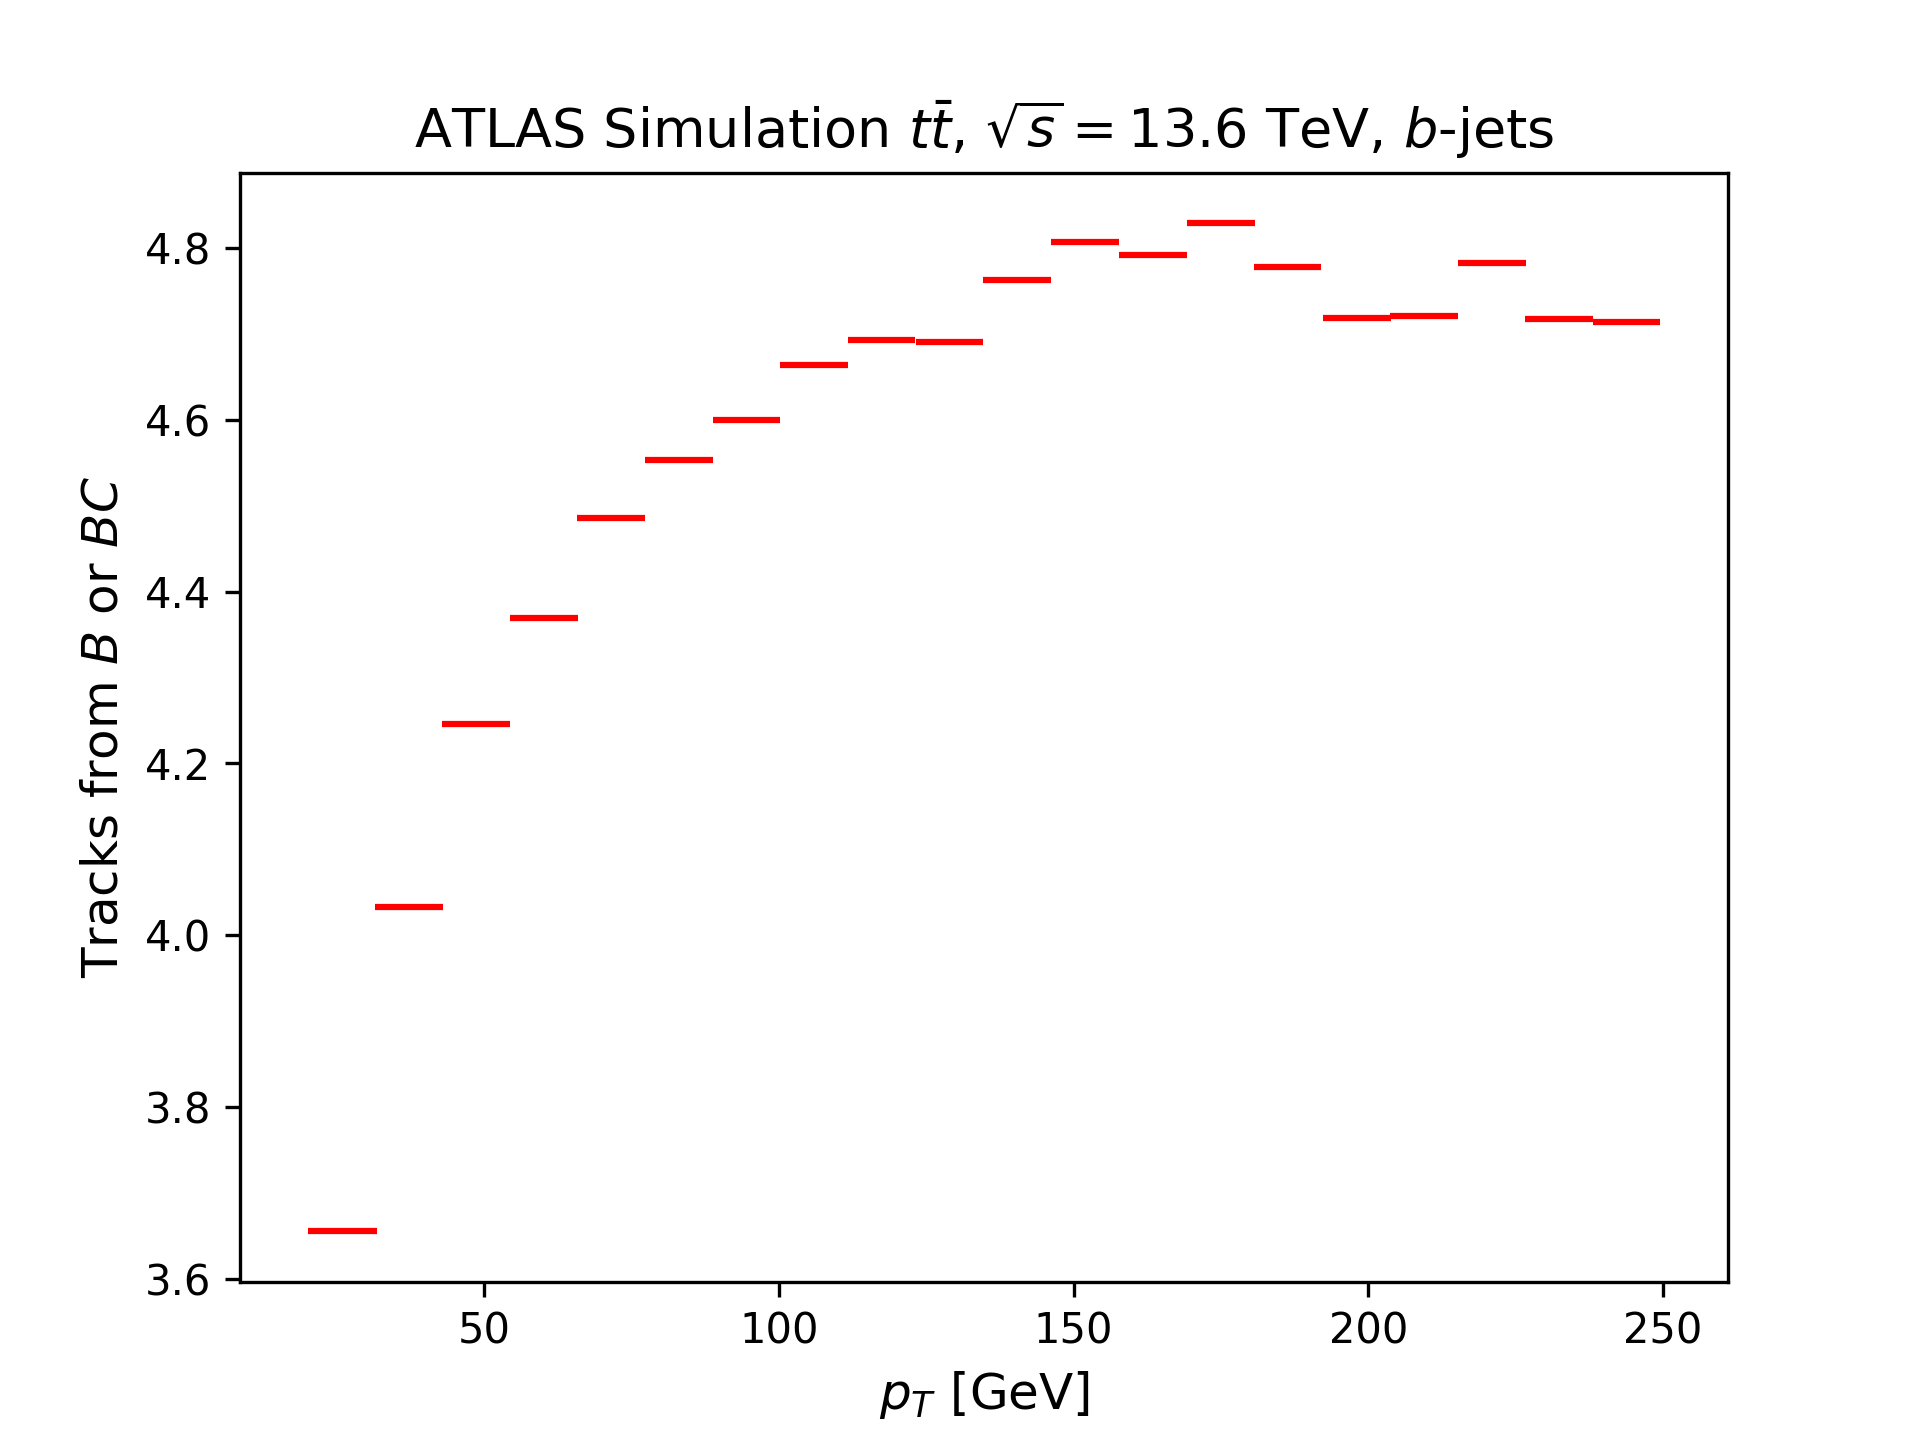 ATLAS Simulation $t\bar{t}$, $\sqrt{s} = 13.6$ TeV, $b$-jets
Tracks from B or BC
4.8
4.6
4.4
4.2
4.0
3.8
3.6
50 100 150 200 250
$p_T$ [GeV]